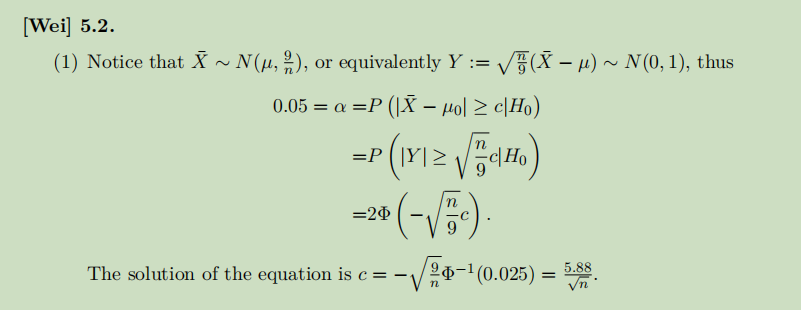 [Wei] 5.2.
(1) Notice that X̄ ∼ N(μ, 9/n), or equivalently Y := √(n/9)(X̄ − μ) ∼ N(0, 1), thus
0.05 = α =P (|X̄ − μ₀| ≥ c|H₀)
=P (|Y| ≥ √(n/9)c|H₀)
=2Φ (−√(n/9)c).
The solution of the equation is c = −√(9/n)Φ⁻¹(0.025) = 5.88/√n.